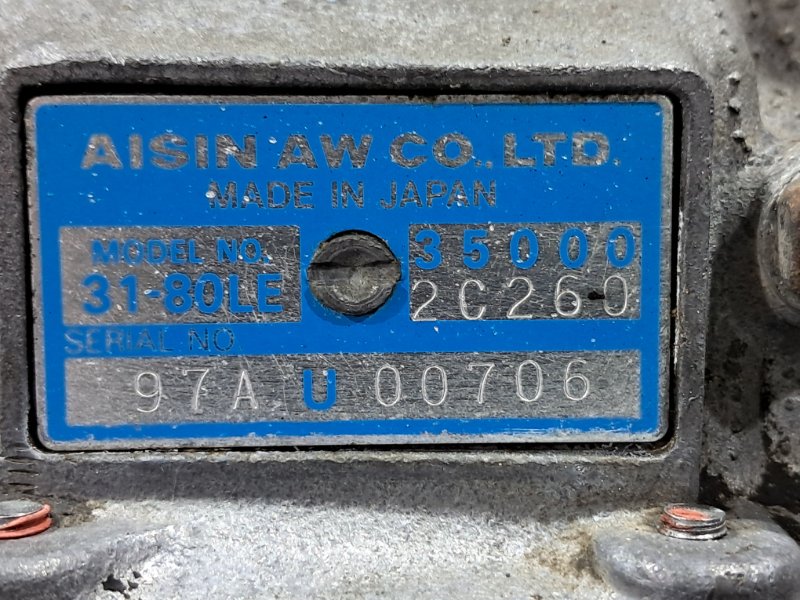 AISIN AW CO., LTD.
MADE IN JAPAN
MODEL NO. 35000
31-80LE 2C260
SERIAL NO.
97A U 00706